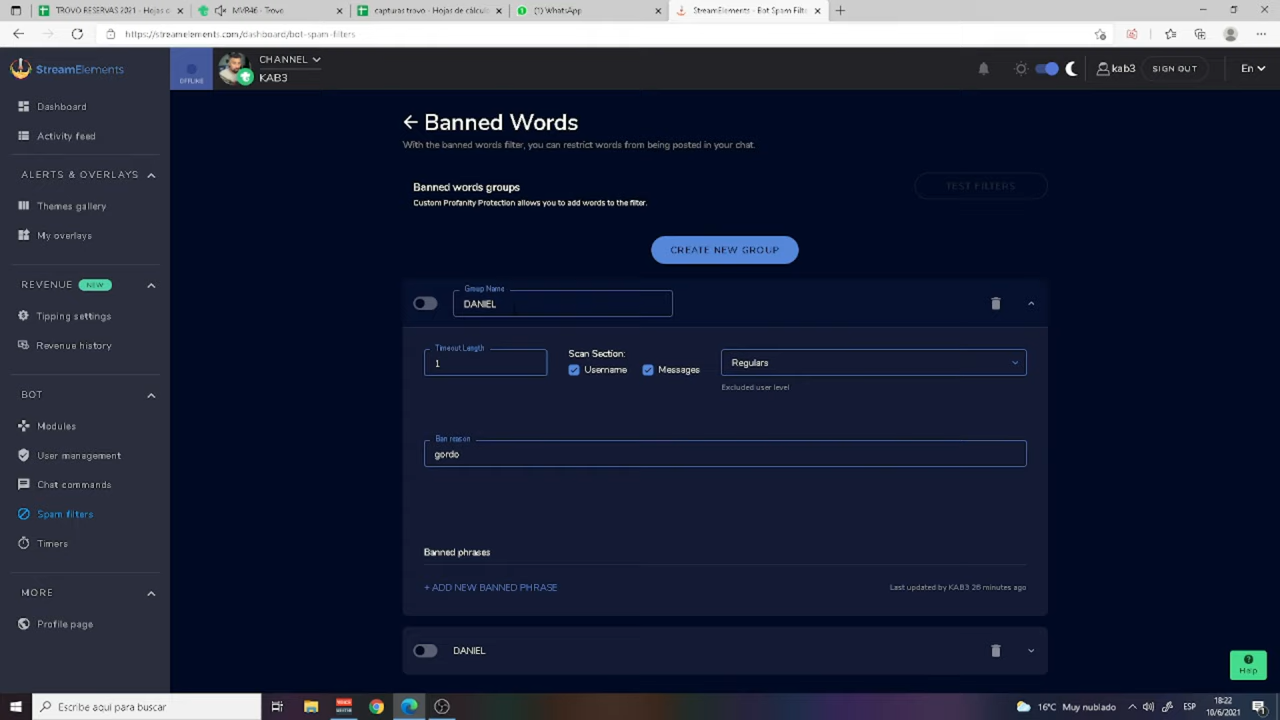 TROVO RESERVAS 2021 - Hojas de c
MVRIÉ - Trovo
capturas trovo de clóvis - Docum
(1) WhatsApp
StreamElements - Bot Spam Filte
https://streamelements.com/dashboard/bot-spam-filters
StreamElements
OFFLINE
CHANNEL
KAB3
kab3
SIGN OUT
En
Dashboard
Activity feed
ALERTS & OVERLAYS
Themes gallery
My overlays
REVENUE NEW
Tipping settings
Revenue history
BOT
Modules
User management
Chat commands
Spam filters
Timers
MORE
Profile page
Banned Words
With the banned words filter, you can restrict words from being posted in your chat.
Banned words groups
Custom Profanity Protection allows you to add words to the filter.
TEST FILTERS
CREATE NEW GROUP
Group Name
DANIEL
Timeout Length
1
Scan Section:
Username
Messages
Regulars
Excluded user level
Ban reason
gordo
Banned phrases
+ ADD NEW BANNED PHRASE
Last updated by KAB3 26 minutes ago
DANIEL
Help
Escribe aquí para buscar
16°C Muy nublado
ESP
18:22
10/6/2021